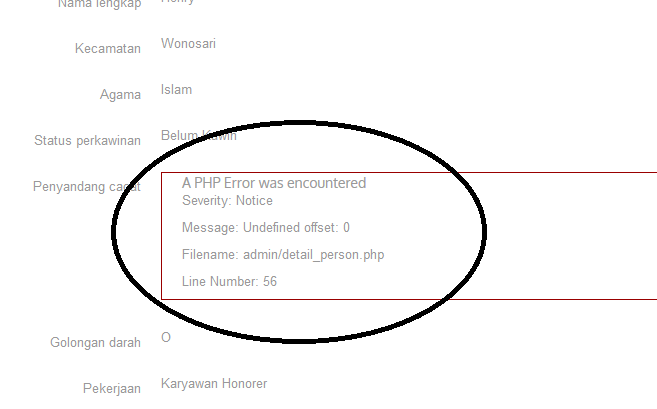 Nama lengkap Henry
Kecamatan Wonosari
Agama Islam
Status perkawinan Belum Kawin
Penyandang cacat
A PHP Error was encountered
Severity: Notice
Message: Undefined offset: 0
Filename: admin/detail_person.php
Line Number: 56
Golongan darah O
Pekerjaan Karyawan Honorer